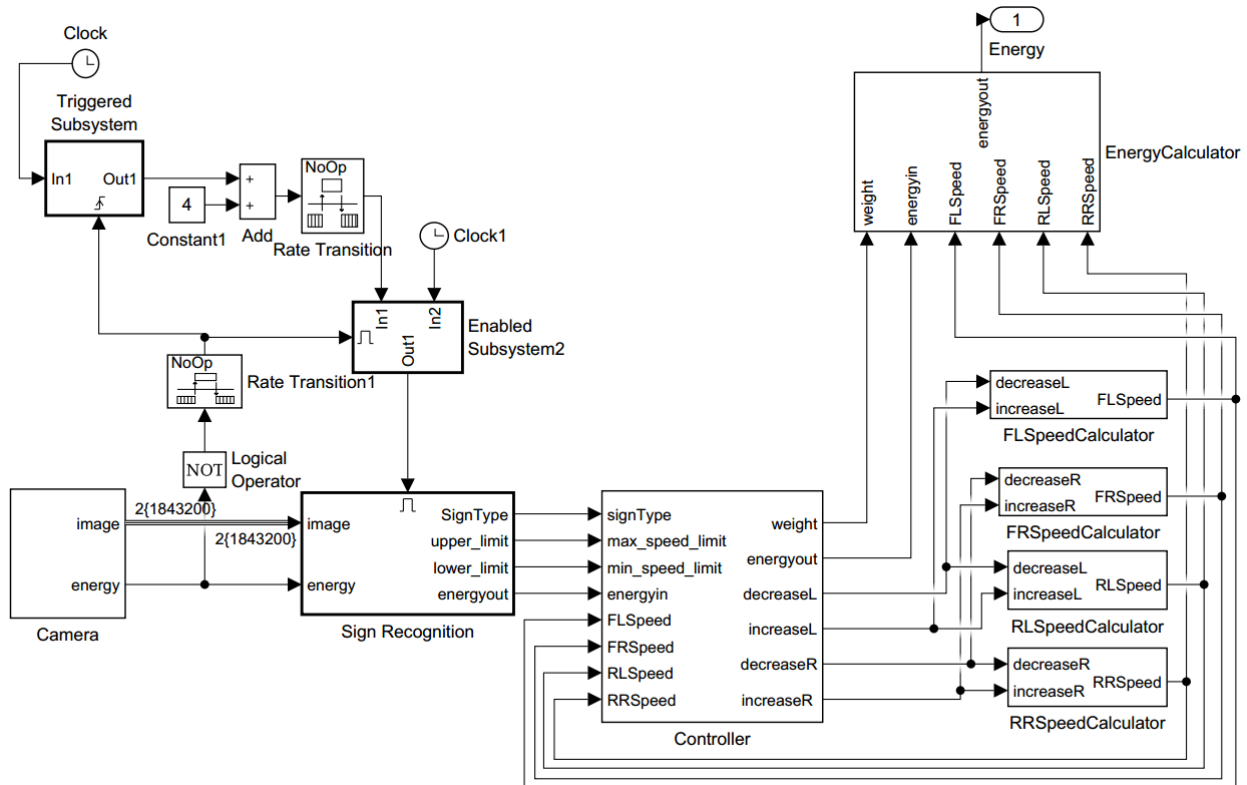 Clock
Triggered
Subsystem
In1
Out1
4
Constant1
+
+
Add
NoOp
Rate Transition
Clock1
In1
In2
Out1
Enabled
Subsystem2
NoOp
Rate Transition1
NOT
Logical
Operator
image
energy
Camera
2{1843200}
2{1843200}
image
energy
SignType
upper_limit
lower_limit
energyout
Sign Recognition
signType
max_speed_limit
min_speed_limit
energyin
FLSpeed
FRSpeed
RLSpeed
RRSpeed
weight
energyout
decreaseL
increaseL
decreaseR
increaseR
Controller
1
Energy
energyout
weight
energyin
FLSpeed
FRSpeed
RLSpeed
RRSpeed
EnergyCalculator
decreaseL
increaseL
FLSpeed
FLSpeedCalculator
decreaseR
increaseR
FRSpeed
FRSpeedCalculator
decreaseL
increaseL
RLSpeed
RLSpeedCalculator
decreaseR
increaseR
RRSpeed
RRSpeedCalculator